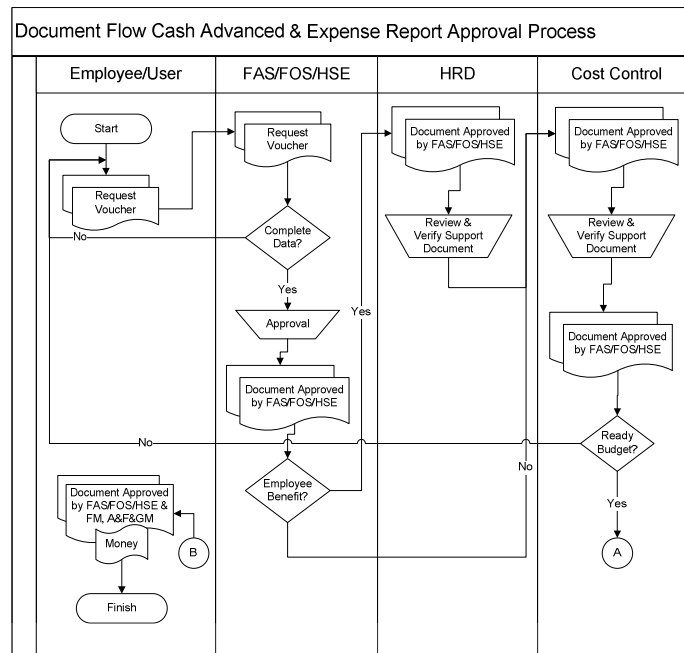 Document Flow Cash Advanced & Expense Report Approval Process
Employee/User
FAS/FOS/HSE
HRD
Cost Control
Start
Request
Voucher
No
Request
Voucher
Complete
Data?
Yes
Approval
Document Approved
by FAS/FOS/HSE
Employee
Benefit?
Yes
Document Approved
by FAS/FOS/HSE
Review &
Verify Support
Document
No
Document Approved
by FAS/FOS/HSE
Review &
Verify Support
Document
Document Approved
by FAS/FOS/HSE
Ready
Budget?
No
Yes
A
Document Approved
by FAS/FOS/HSE &
FM, A&F&GM
Money
B
Finish